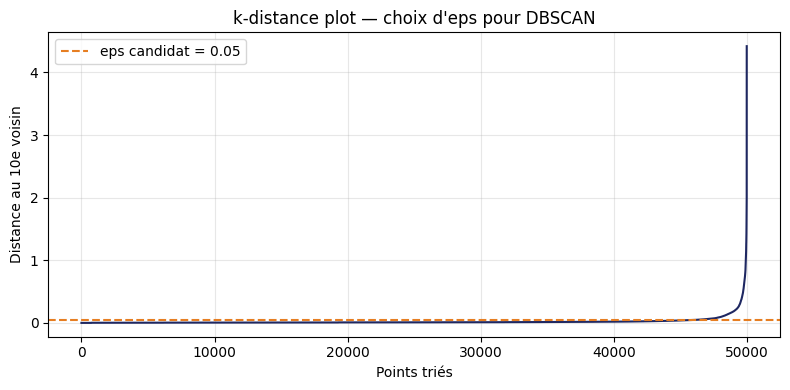 k-distance plot — choix d'eps pour DBSCAN
eps candidat = 0.05
Distance au 10e voisin
4
3
2
1
0
0 10000 20000 30000 40000 50000
Points triés